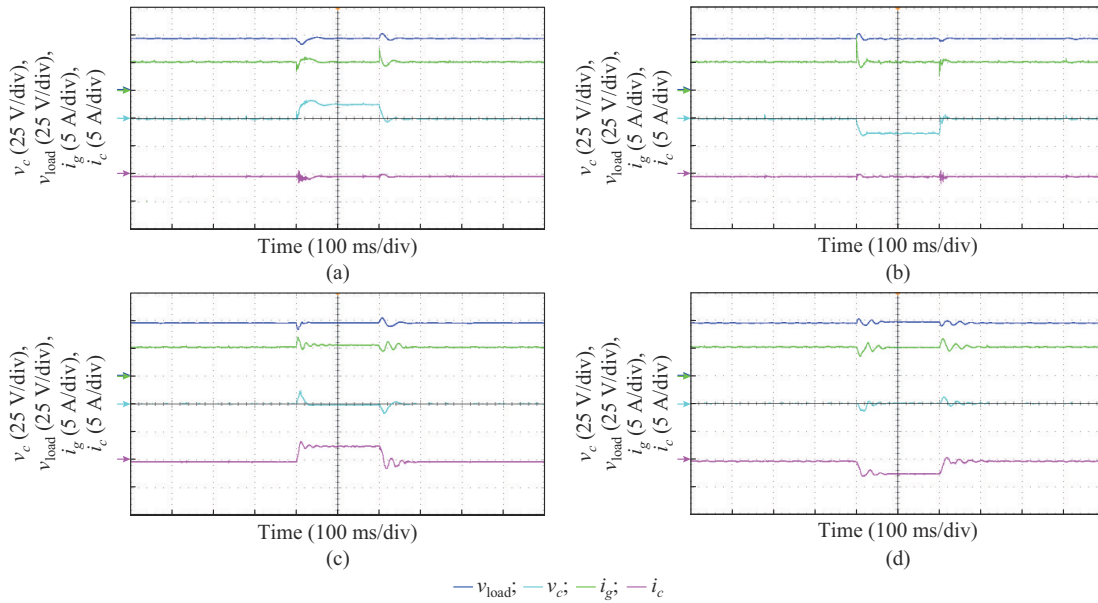 v_c (25 V/div),
v_load (25 V/div),
i_g (5 A/div),
i_c (5 A/div)
Time (100 ms/div)
(a)
v_c (25 V/div),
v_load (25 V/div),
i_g (5 A/div),
i_c (5 A/div)
Time (100 ms/div)
(b)
v_c (25 V/div),
v_load (25 V/div),
i_g (5 A/div),
i_c (5 A/div)
Time (100 ms/div)
(c)
v_c (25 V/div),
v_load (25 V/div),
i_g (5 A/div),
i_c (5 A/div)
Time (100 ms/div)
(d)
v_load; v_c; i_g; i_c